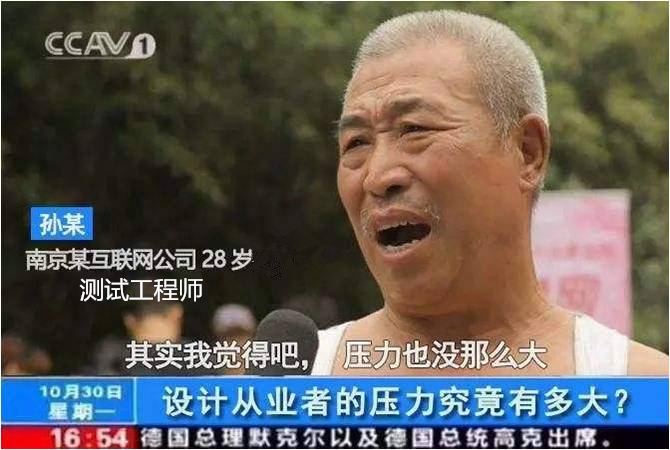 CCAV1
孙某
南京某互联网公司 28 岁
测试工程师
其实我觉得吧， 压力也没那么大
10月30日
星期一
设计从业者的压力究竟有多大？
16:54 德国总理默克尔以及德国总统高克出席。